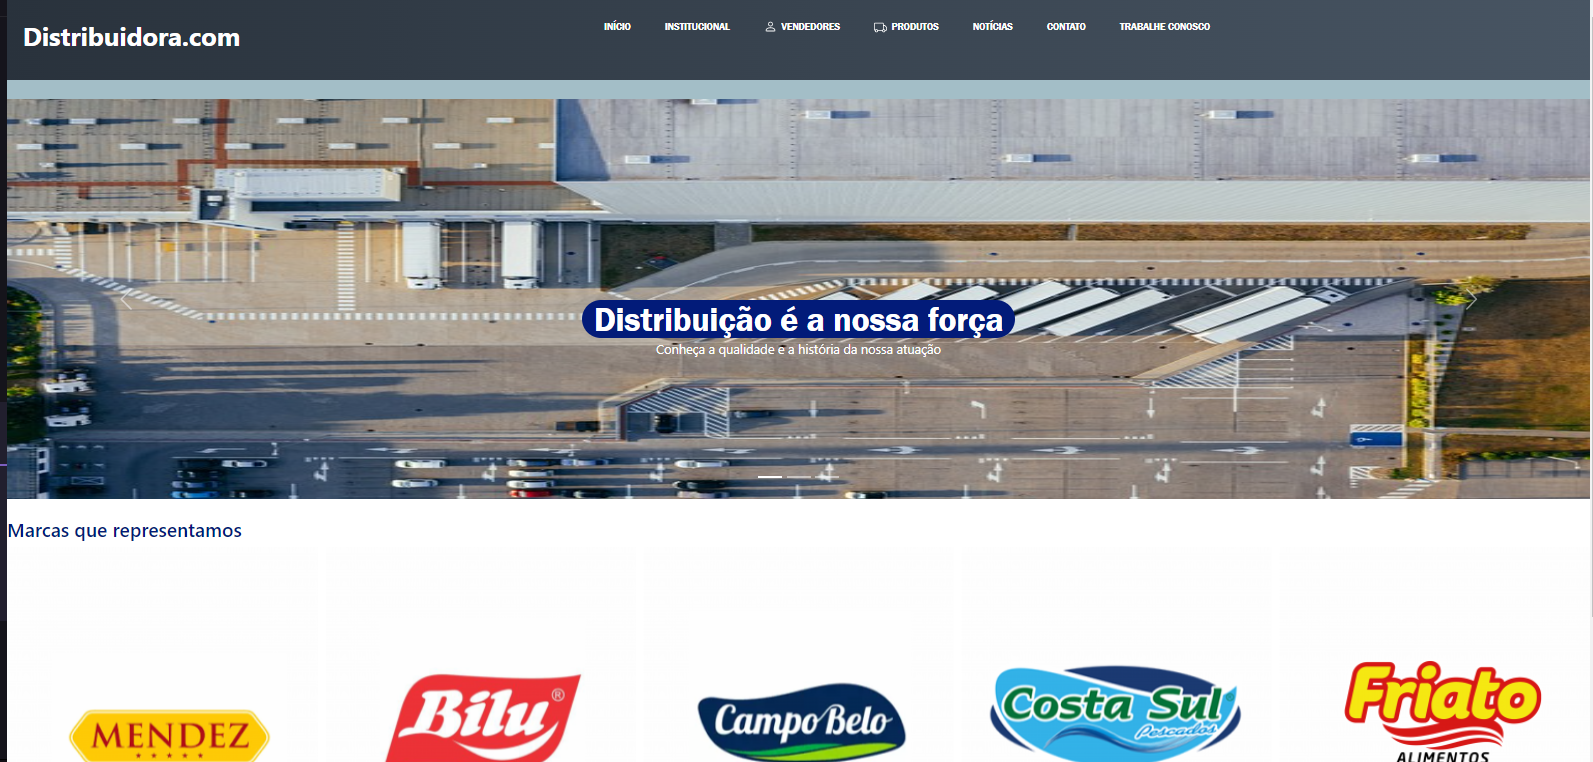 Distribuidora.com
INÍCIO
INSTITUCIONAL
VENDEDORES
PRODUTOS
NOTÍCIAS
CONTATO
TRABALHE CONOSCO
Distribuição é a nossa força
Conheça a qualidade e a história da nossa atuação
Marcas que representamos
MENDEZ
Bilu®
Campo Belo
Costa Sul
Pescados
Friato
ALIMENTOS